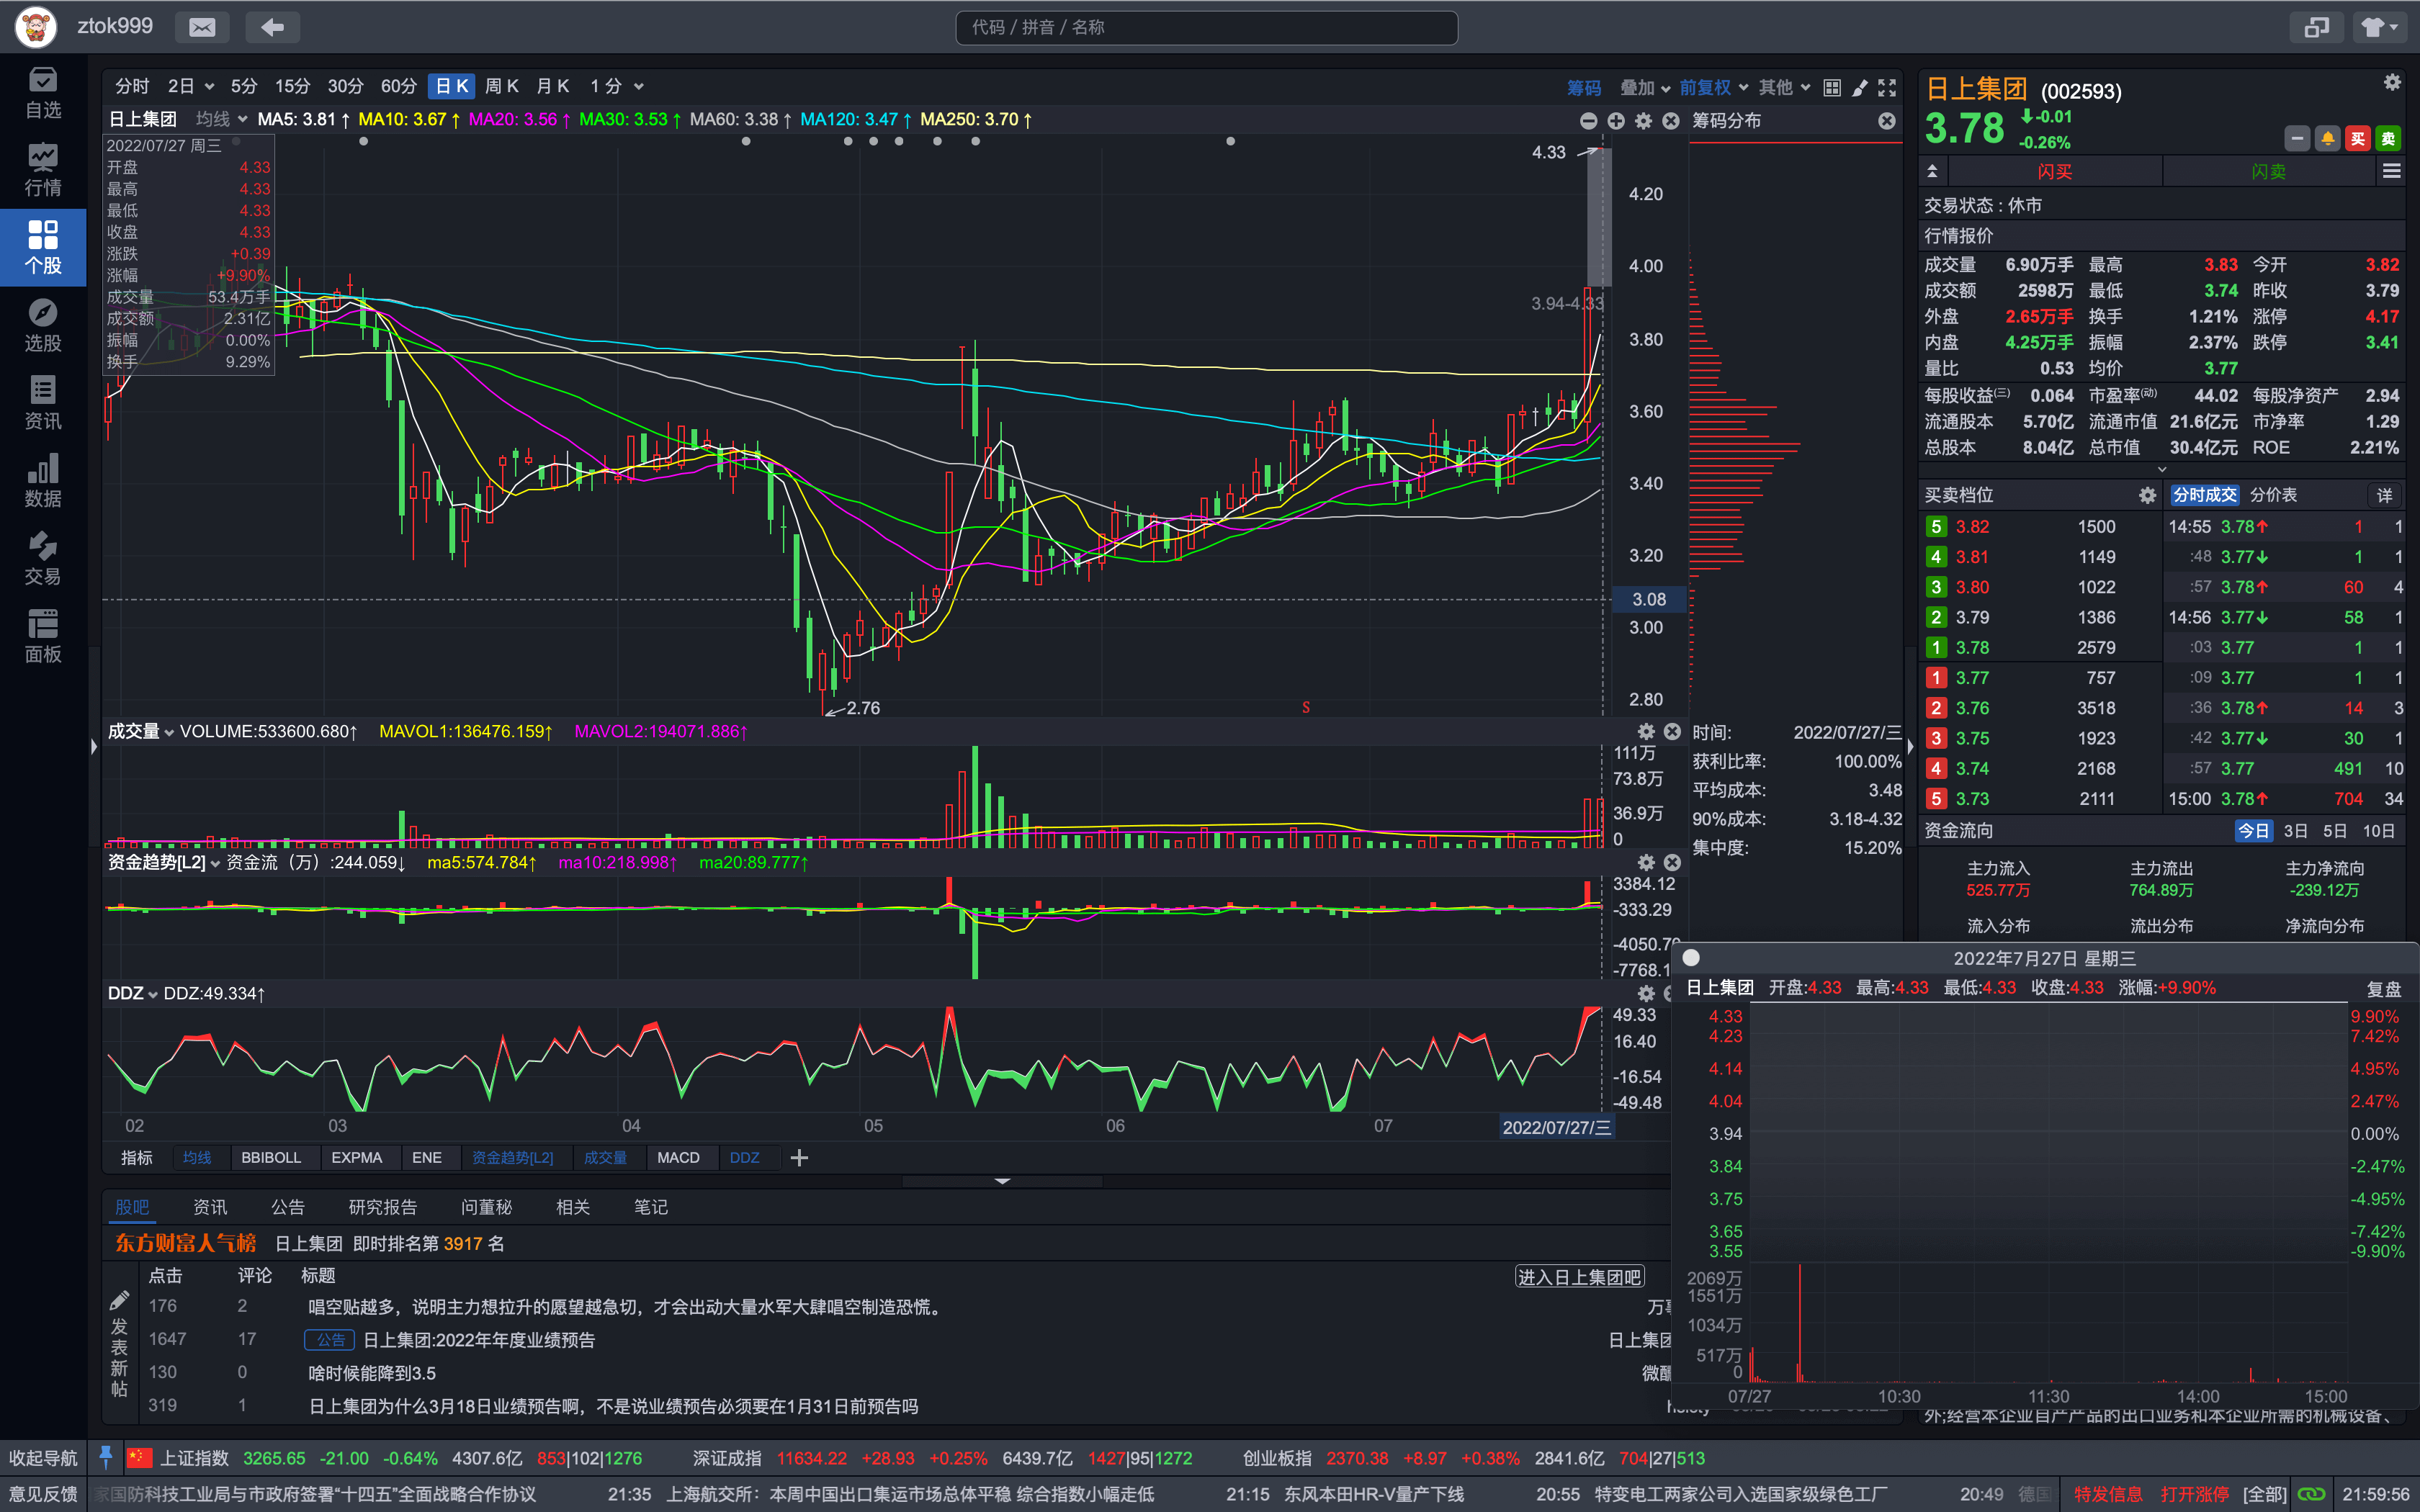 ztok999
代码 / 拼音 / 名称
自选
行情
个股
选股
资讯
数据
交易
面板
分时 2日 5分 15分 30分 60分 日K 周K 月K 1分
筹码 叠加 前复权 其他
日上集团 均线 MA5: 3.81↑ MA10: 3.67↑ MA20: 3.56↑ MA30: 3.53↑ MA60: 3.38↑ MA120: 3.47↑ MA250: 3.70↑
筹码分布
2022/07/27 周三
开盘 4.33
最高 4.33
最低 4.33
收盘 4.33
涨跌 +0.39
涨幅 +9.90%
成交量 53.4万手
成交额 2.31亿
振幅 0.00%
换手 9.29%
4.33
3.94-4.33
2.76
S
4.20
4.00
3.80
3.60
3.40
3.20
3.08
3.00
2.80
成交量 VOLUME:533600.680↑ MAVOL1:136476.159↑ MAVOL2:194071.886↑
111万
73.8万
36.9万
0
资金趋势[L2] 资金流（万）:244.059↓ ma5:574.784↑ ma10:218.998↑ ma20:89.777↑
3384.12
-333.29
-4050.7
-7768.1
DDZ DDZ:49.334↑
49.33
16.40
-16.54
-49.48
02 03 04 05 06 07 2022/07/27/三
时间: 2022/07/27/三
获利比率: 100.00%
平均成本: 3.48
90%成本: 3.18-4.32
集中度: 15.20%
指标 均线 BBIBOLL EXPMA ENE 资金趋势[L2] 成交量 MACD DDZ
股吧 资讯 公告 研究报告 问董秘 相关 笔记
东方财富人气榜 日上集团 即时排名第 3917 名
点击 评论 标题
进入日上集团吧
发表新帖
176 2 唱空贴越多，说明主力想拉升的愿望越急切，才会出动大量水军大肆唱空制造恐慌。
1647 17 公告 日上集团:2022年年度业绩预告 日上集团
130 0 啥时候能降到3.5
319 1 日上集团为什么3月18日业绩预告啊，不是说业绩预告必须要在1月31日前预告吗
日上集团 (002593)
3.78 -0.01
-0.26%
买 卖
闪买 闪卖
交易状态 : 休市
行情报价
成交量 6.90万手 最高 3.83 今开 3.82
成交额 2598万 最低 3.74 昨收 3.79
外盘 2.65万手 换手 1.21% 涨停 4.17
内盘 4.25万手 振幅 2.37% 跌停 3.41
量比 0.53 均价 3.77
每股收益(三) 0.064 市盈率(动) 44.02 每股净资产 2.94
流通股本 5.70亿 流通市值 21.6亿元 市净率 1.29
总股本 8.04亿 总市值 30.4亿元 ROE 2.21%
买卖档位
5 3.82 1500
4 3.81 1149
3 3.80 1022
2 3.79 1386
1 3.78 2579
1 3.77 757
2 3.76 3518
3 3.75 1923
4 3.74 2168
5 3.73 2111
分时成交 分价表 详
14:55 3.78↑ 1 1
:48 3.77↓ 1 1
:57 3.78↑ 60 4
14:56 3.77↓ 58 1
:03 3.77 1 1
:09 3.77 1 1
:36 3.78↑ 14 3
:42 3.77↓ 30 1
:57 3.77 491 10
15:00 3.78↑ 704 34
资金流向 今日 3日 5日 10日
主力流入 主力流出 主力净流向
525.77万 764.89万 -239.12万
流入分布 流出分布 净流向分布
2022年7月27日 星期三
日上集团 开盘:4.33 最高:4.33 最低:4.33 收盘:4.33 涨幅:+9.90%
复盘
4.33 9.90%
4.23 7.42%
4.14 4.95%
4.04 2.47%
3.94 0.00%
3.84 -2.47%
3.75 -4.95%
3.65 -7.42%
3.55 -9.90%
2069万
1551万
1034万
517万
0
07/27 10:30 11:30 14:00 15:00
外;经营本企业自产产品的出口业务和本企业所需的机械设备、
收起导航 上证指数 3265.65 -21.00 -0.64% 4307.6亿 853|102|1276 深证成指 11634.22 +28.93 +0.25% 6439.7亿 1427|95|1272 创业板指 2370.38 +8.97 +0.38% 2841.6亿 704|27|513
意见反馈 家国防科技工业局与市政府签署“十四五”全面战略合作协议 21:35 上海航交所：本周中国出口集运市场总体平稳 综合指数小幅走低 21:15 东风本田HR-V量产下线 20:55 特变电工两家公司入选国家级绿色工厂 20:49 德国 特发信息 打开涨停 [全部] 21:59:56